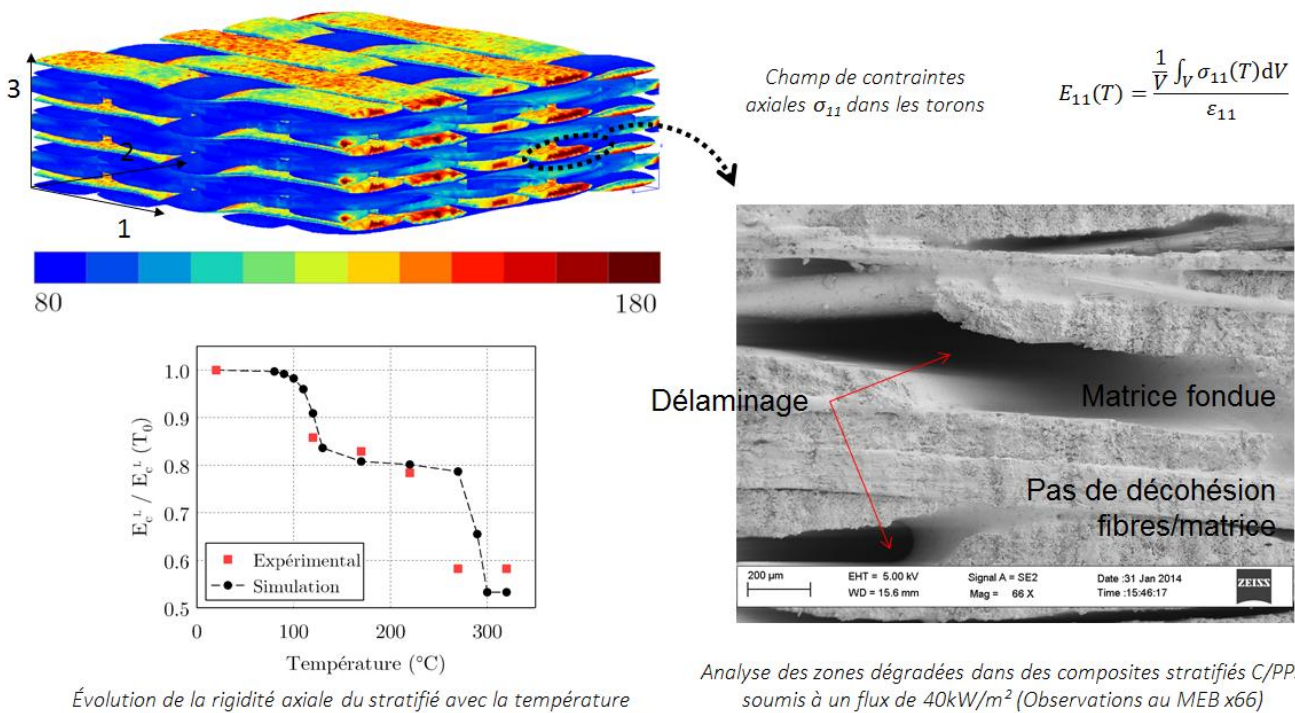 3
2
1
80
180
Champ de contraintes
axiales σ₁₁ dans les torons
E₁₁(T) = (1/V ∫_V σ₁₁(T)dV) / ε₁₁
E_c^L / E_c^L (T₀)
1.0
0.9
0.8
0.7
0.6
0.5
Expérimental
Simulation
0
100
200
300
Température (°C)
Évolution de la rigidité axiale du stratifié avec la température
Délaminage
Matrice fondue
Pas de décohésion
fibres/matrice
200 µm
EHT = 5.00 kV
WD = 15.6 mm
Signal A = SE2
Mag = 66 X
Date :31 Jan 2014
Time :15:46:17
ZEISS
Analyse des zones dégradées dans des composites stratifiés C/PP
soumis à un flux de 40kW/m² (Observations au MEB x66)